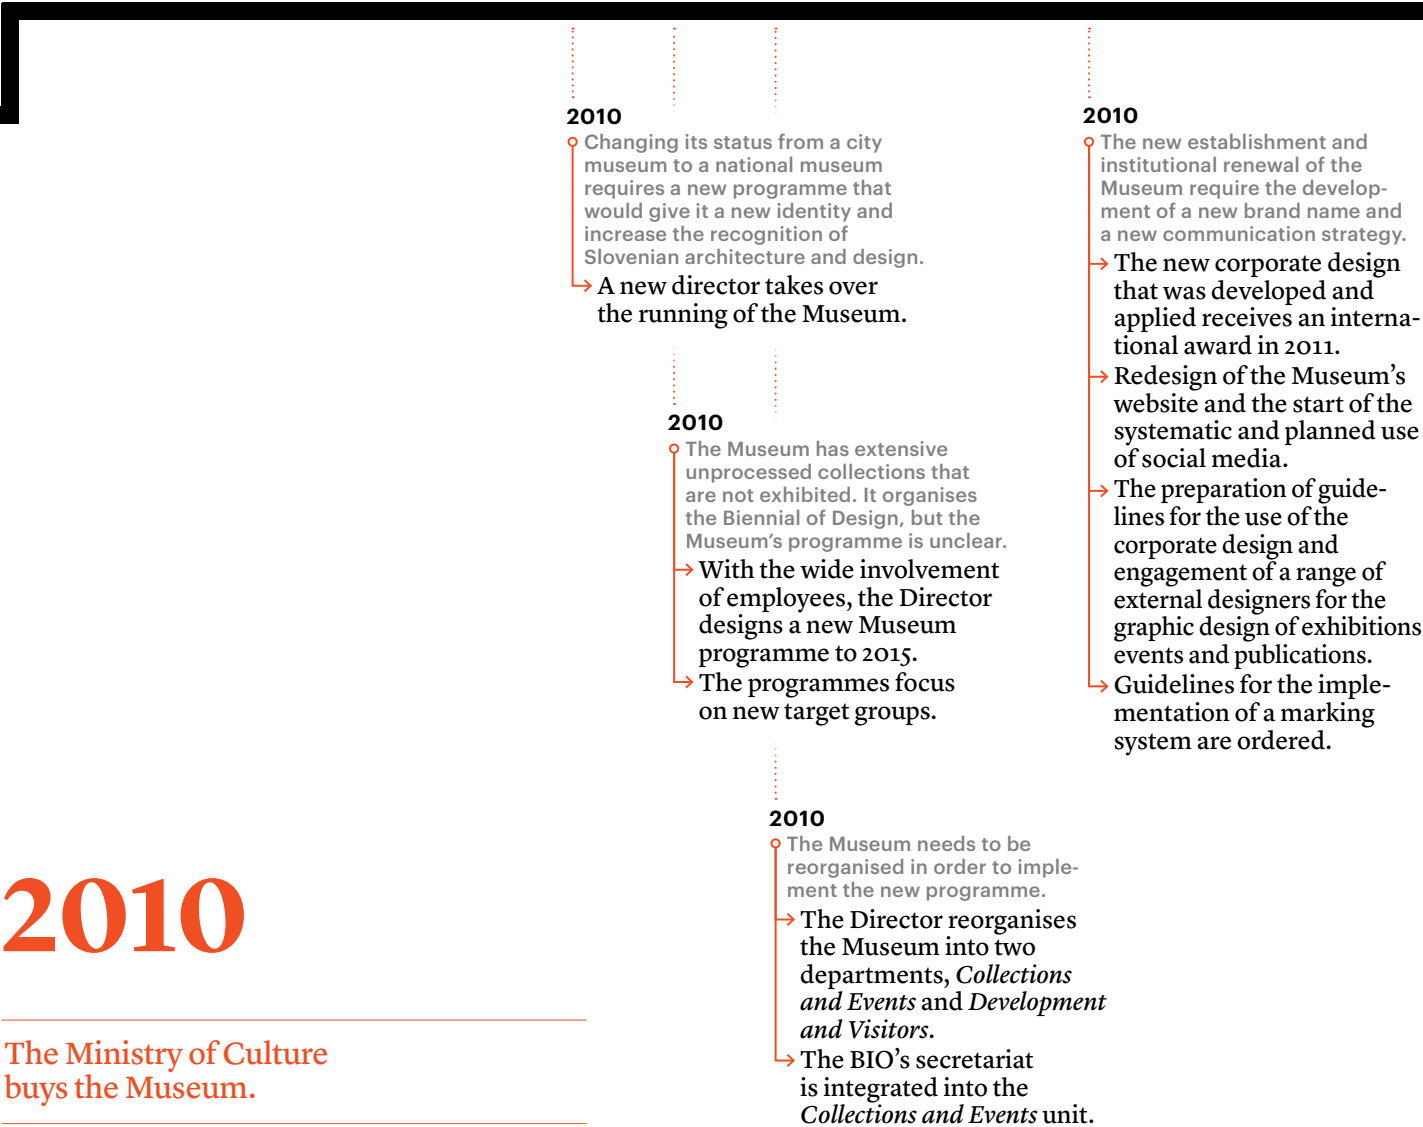 2010
Changing its status from a city
museum to a national museum
requires a new programme that
would give it a new identity and
increase the recognition of
Slovenian architecture and design.
A new director takes over
the running of the Museum.
2010
The Museum has extensive
unprocessed collections that
are not exhibited. It organises
the Biennial of Design, but the
Museum’s programme is unclear.
With the wide involvement
of employees, the Director
designs a new Museum
programme to 2015.
The programmes focus
on new target groups.
2010
The Museum needs to be
reorganised in order to imple-
ment the new programme.
The Director reorganises
the Museum into two
departments, Collections
and Events and Development
and Visitors.
The BIO’s secretariat
is integrated into the
Collections and Events unit.
2010
The new establishment and
institutional renewal of the
Museum require the develop-
ment of a new brand name and
a new communication strategy.
The new corporate design
that was developed and
applied receives an interna-
tional award in 2011.
Redesign of the Museum’s
website and the start of the
systematic and planned use
of social media.
The preparation of guide-
lines for the use of the
corporate design and
engagement of a range of
external designers for the
graphic design of exhibitions
events and publications.
Guidelines for the imple-
mentation of a marking
system are ordered.
2010
The Ministry of Culture
buys the Museum.